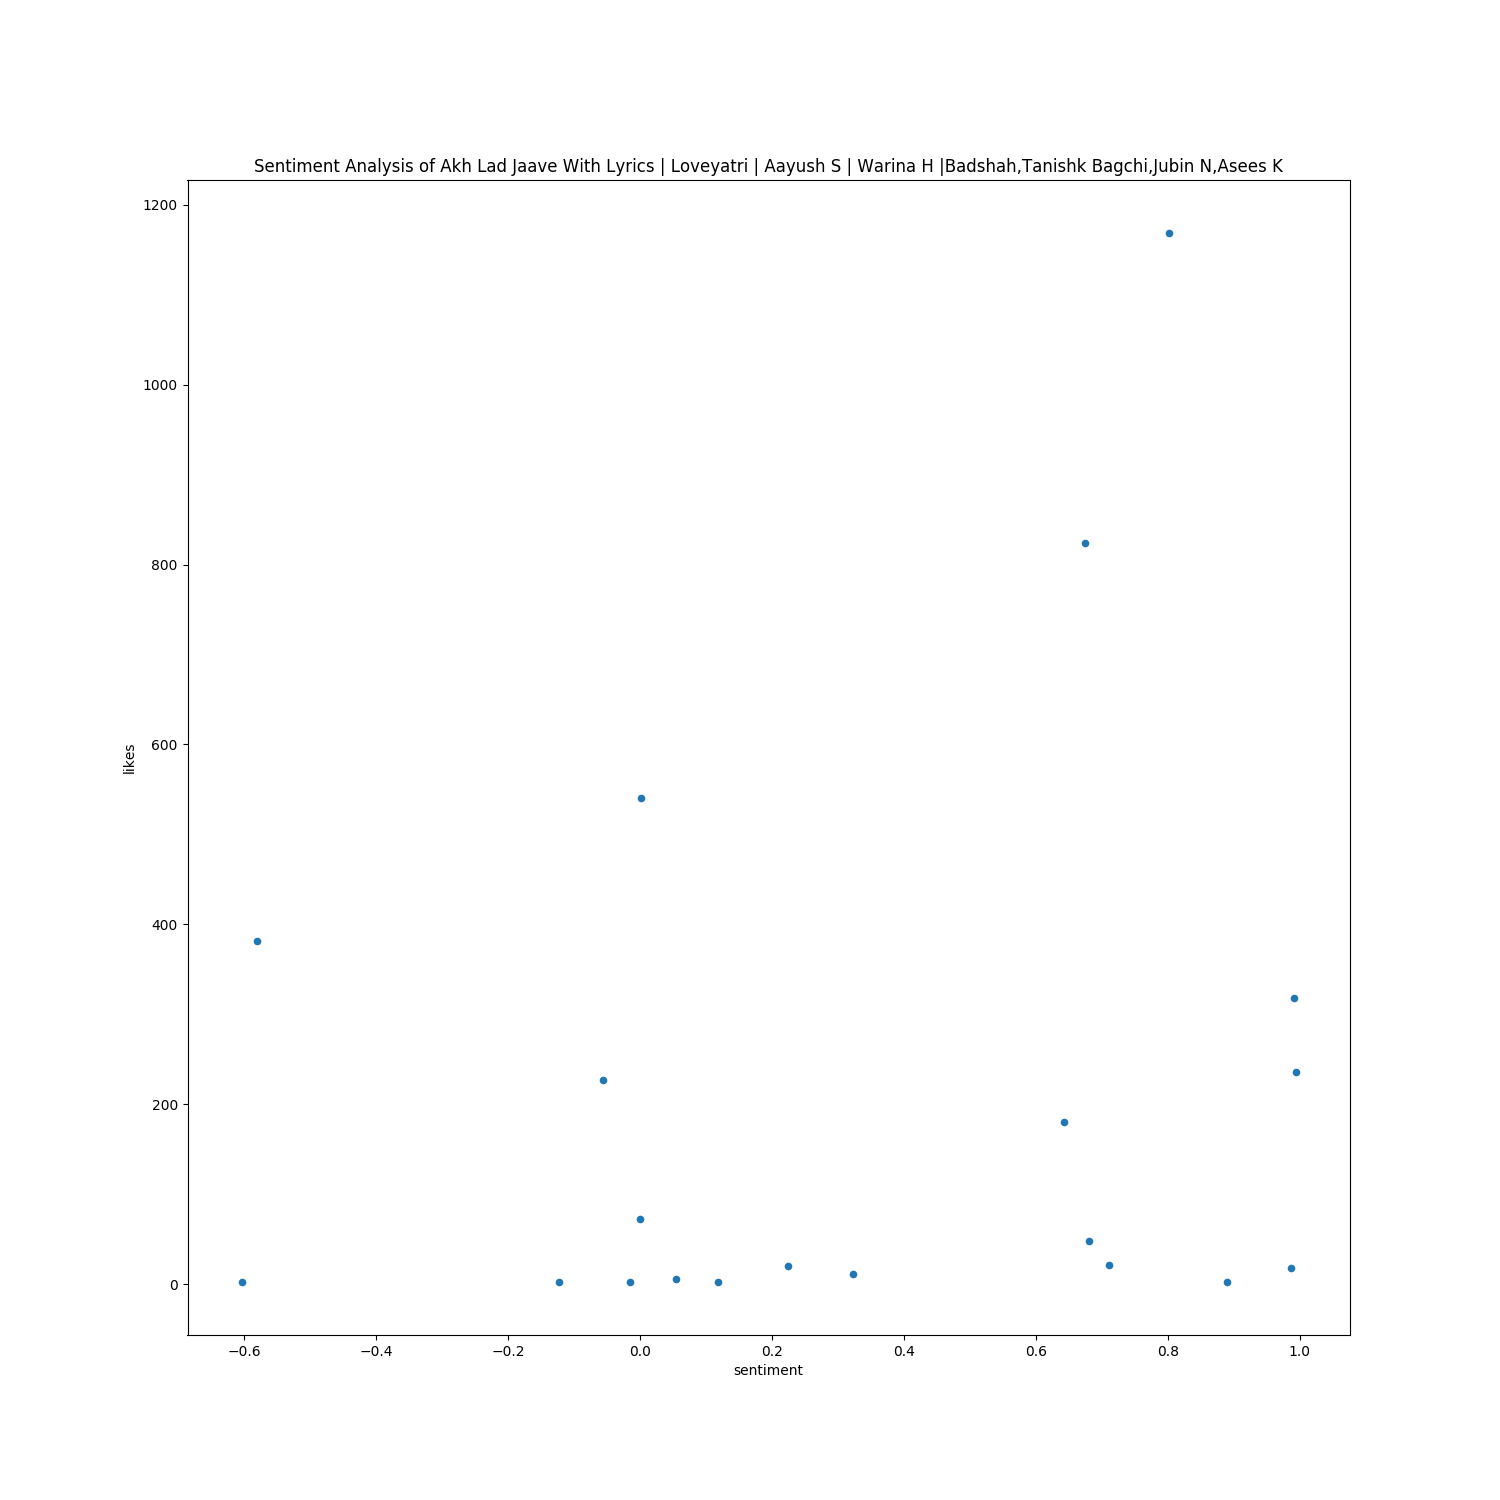 Sentiment Analysis of Akh Lad Jaave With Lyrics | Loveyatri | Aayush S | Warina H |Badshah,Tanishk Bagchi,Jubin N,Asees K
1200
1000
800
600
400
200
0
likes
−0.6 −0.4 −0.2 0.0 0.2 0.4 0.6 0.8 1.0
sentiment